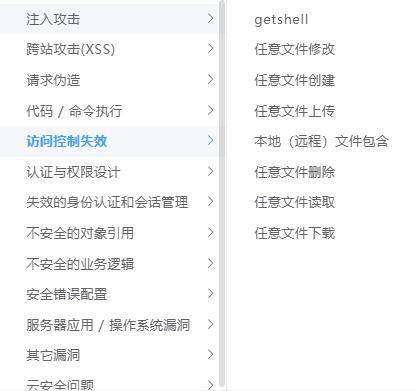 注入攻击
跨站攻击(XSS)
请求伪造
代码 / 命令执行
访问控制失效
认证与权限设计
失效的身份认证和会话管理
不安全的对象引用
不安全的业务逻辑
安全错误配置
服务器应用 / 操作系统漏洞
其它漏洞
云安全问题
getshell
任意文件修改
任意文件创建
任意文件上传
本地（远程）文件包含
任意文件删除
任意文件读取
任意文件下载